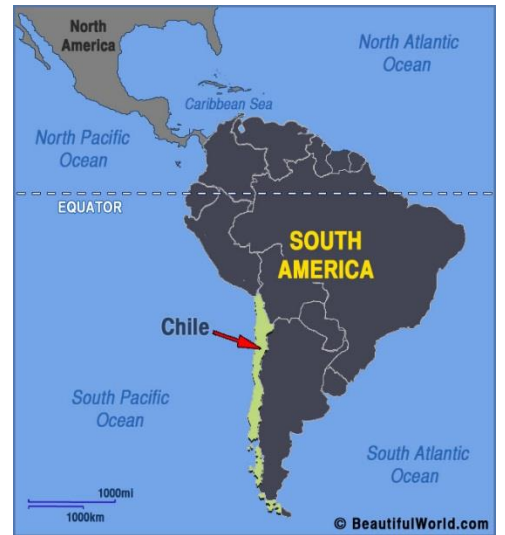 North
America
North Atlantic
Ocean
Caribbean Sea
North Pacific
Ocean
EQUATOR
SOUTH
AMERICA
Chile
South Pacific
Ocean
South Atlantic
Ocean
1000mi
1000km
© BeautifulWorld.com